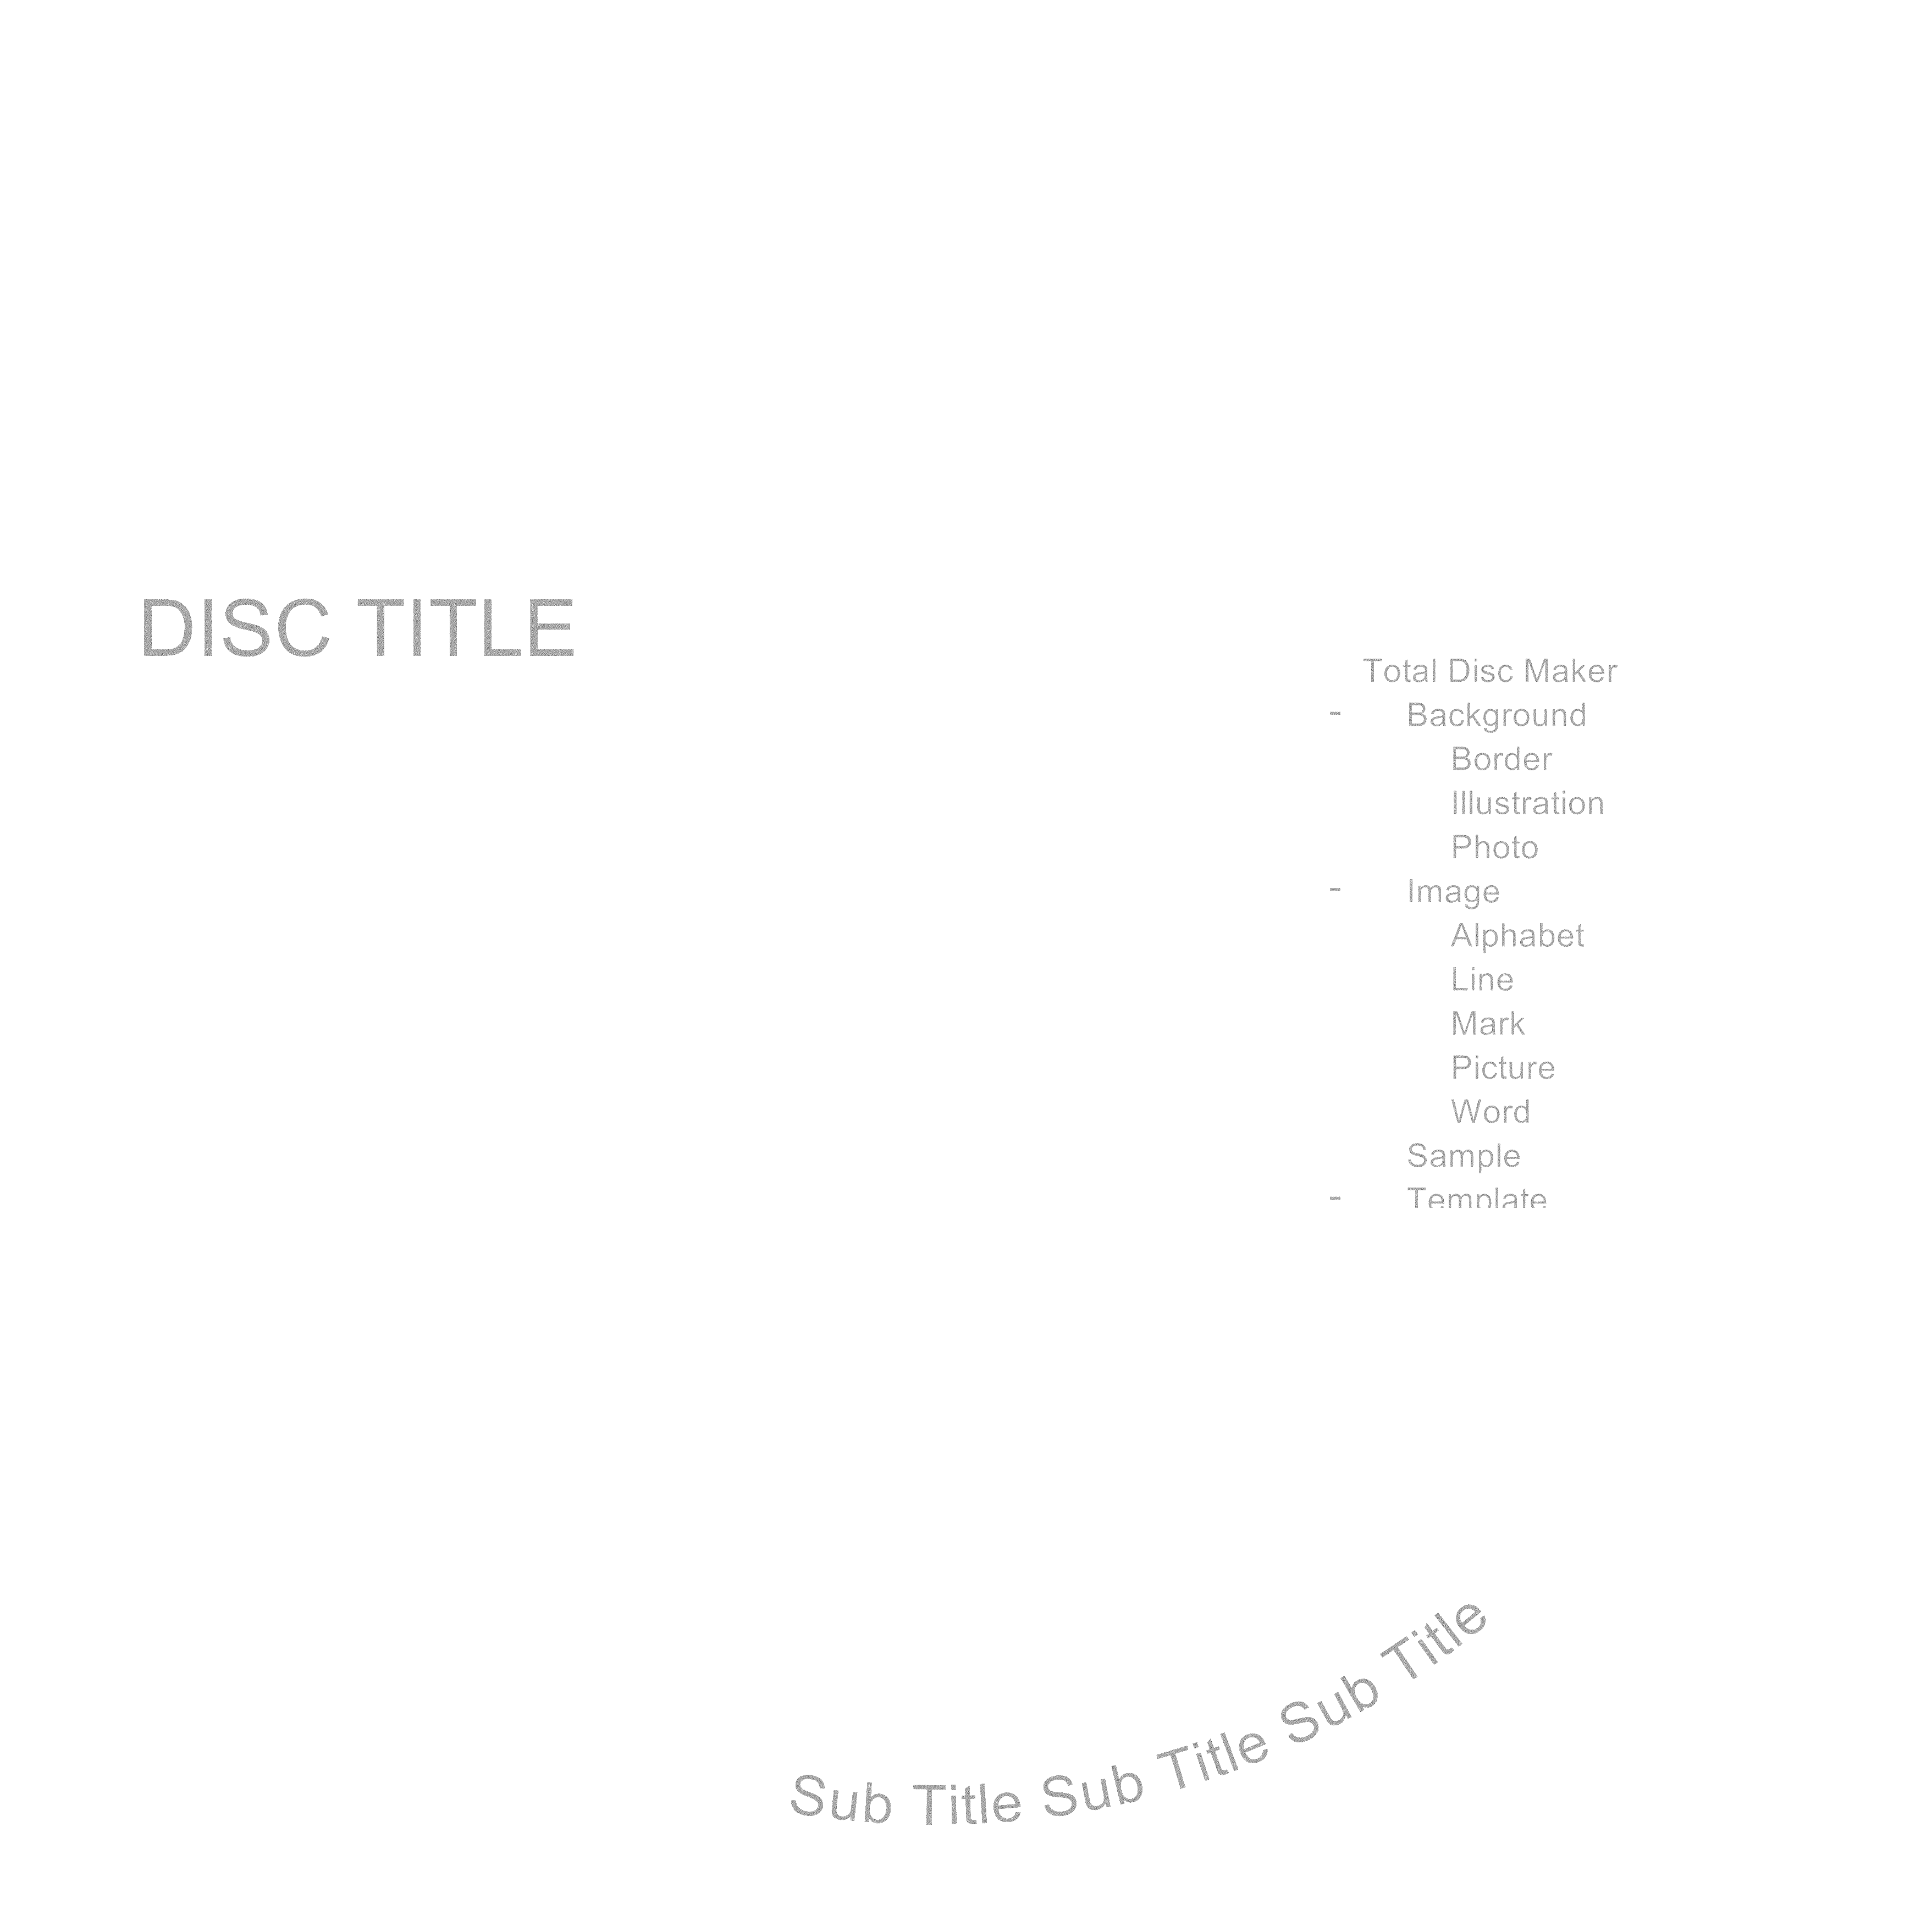 DISC TITLE
Total Disc Maker
- Background
Border
Illustration
Photo
- Image
Alphabet
Line
Mark
Picture
Word
Sample
- Template
Sub Title Sub Title Sub Title